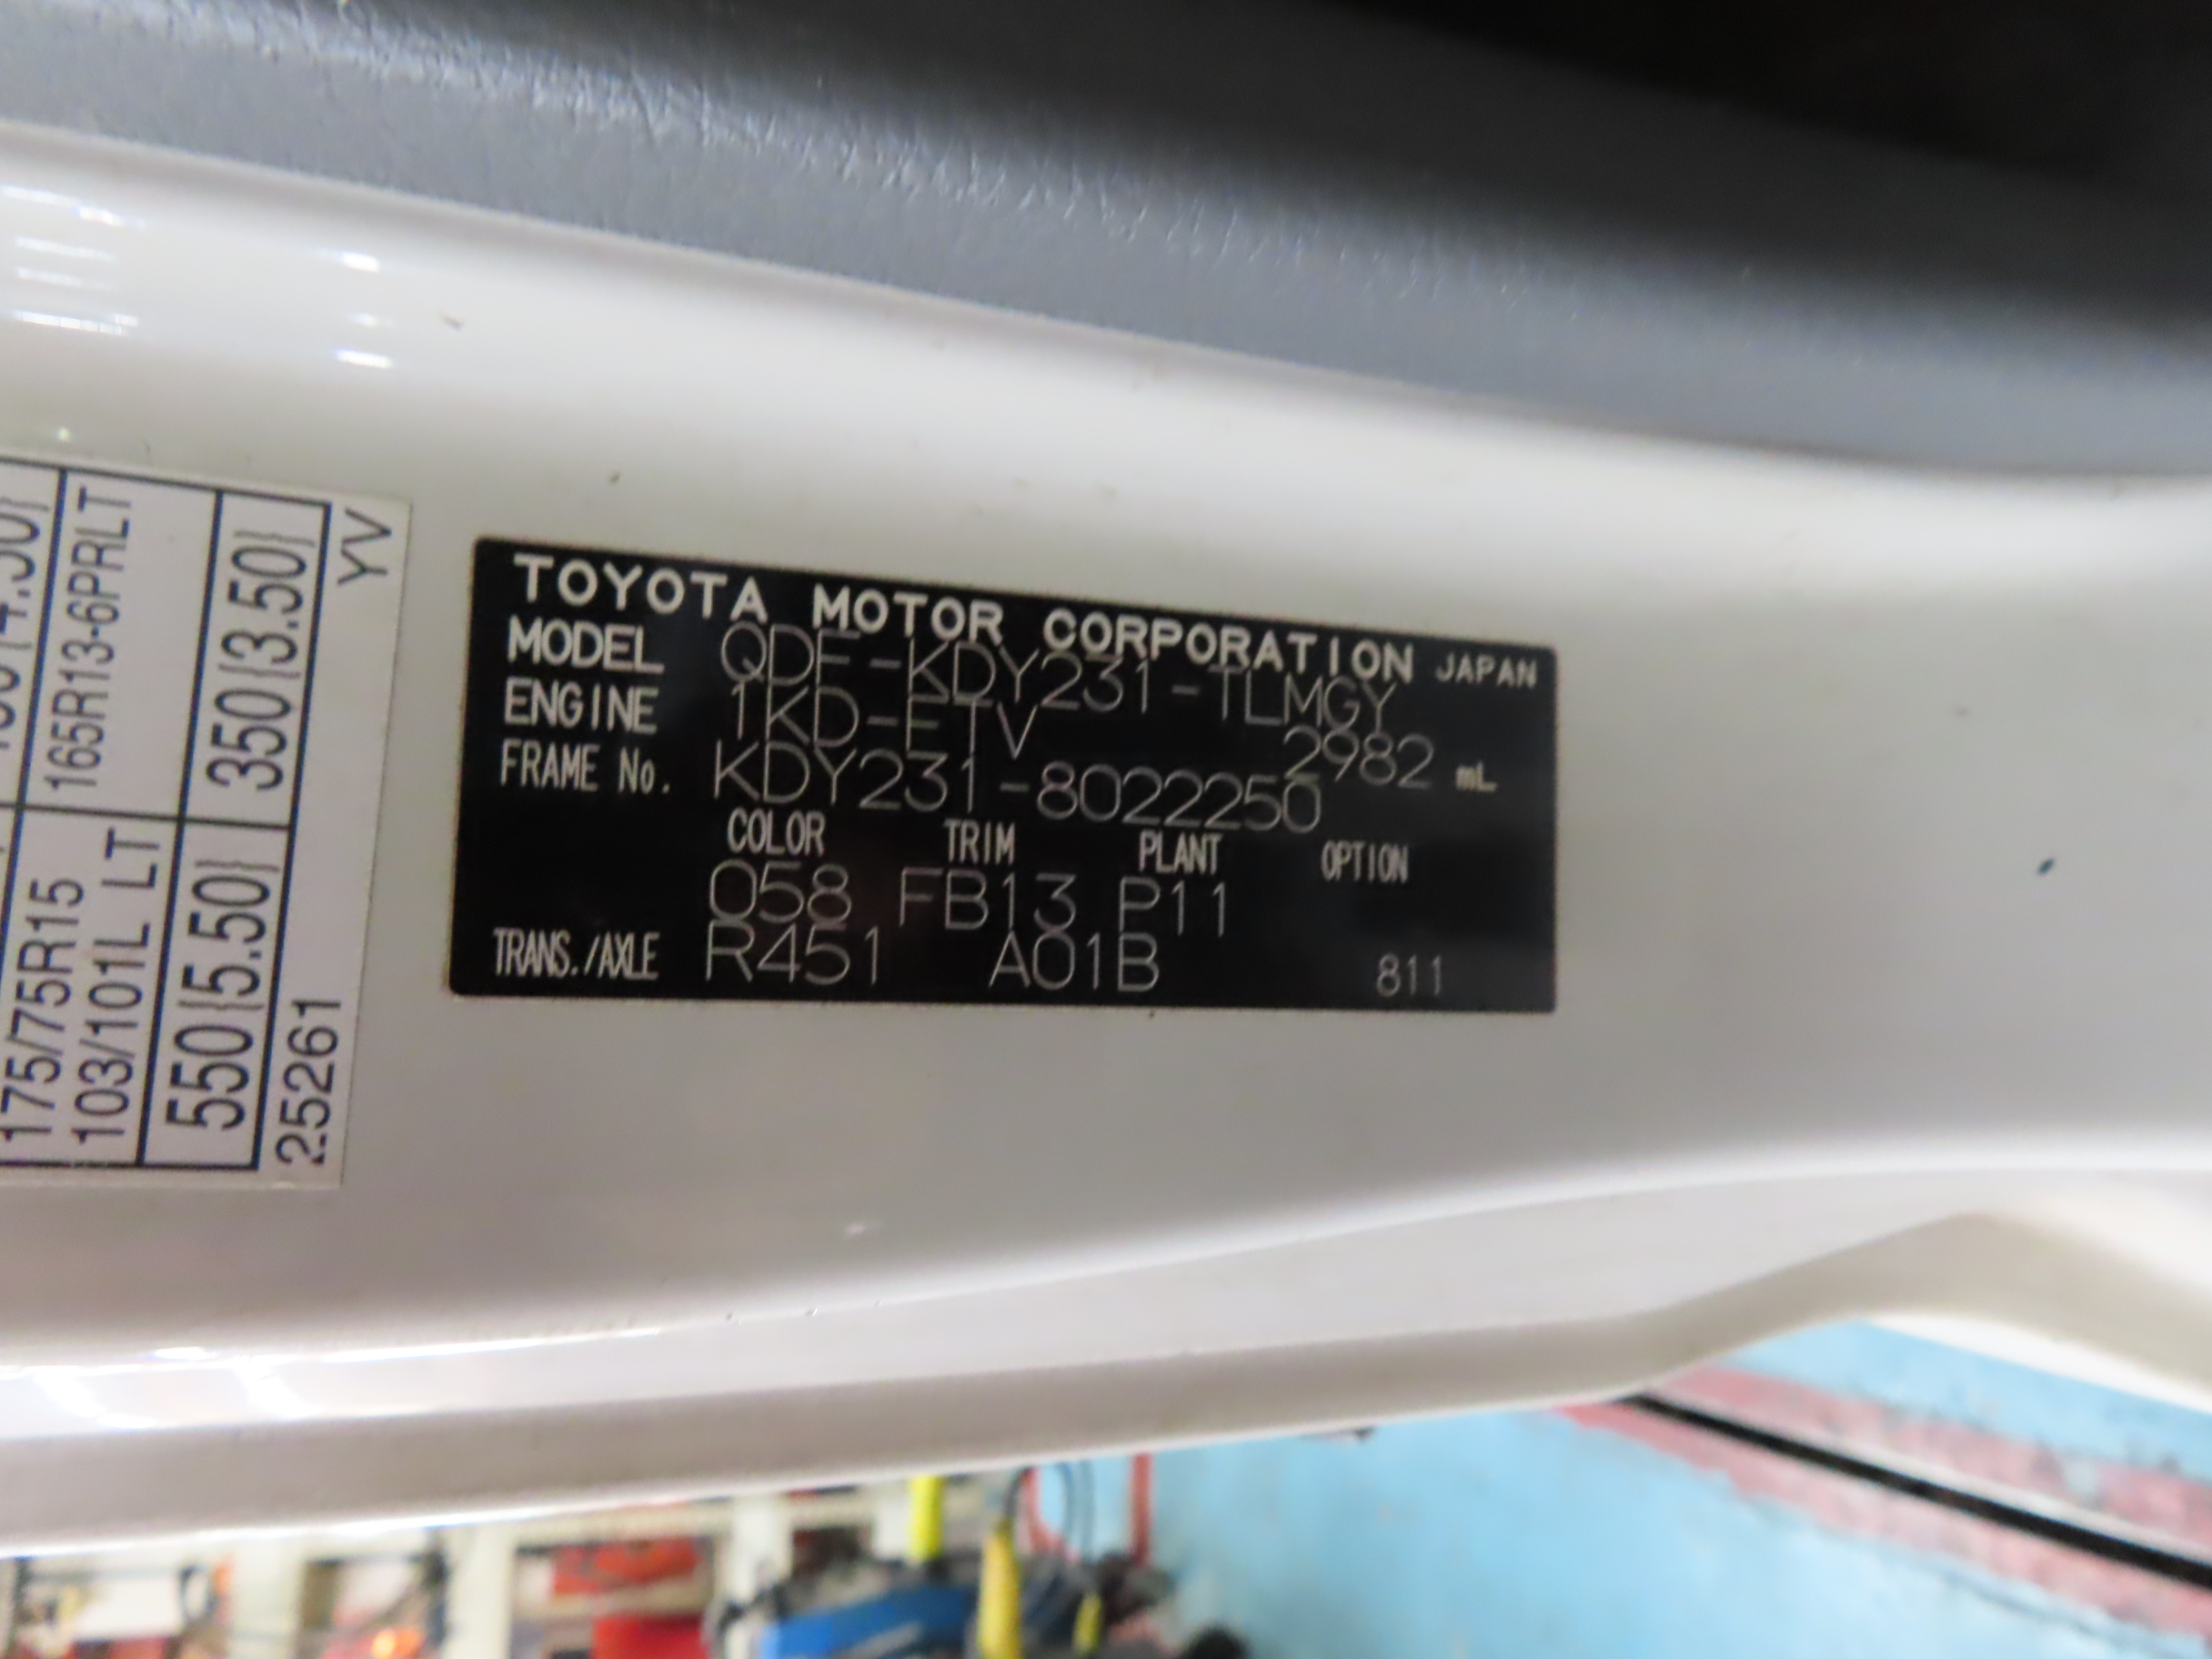 TOYOTA MOTOR CORPORATION JAPAN
MODEL QDF-KDY231-TLMGY
ENGINE 1KD-FTV 2982 mL
FRAME No. KDY231-8022250
COLOR TRIM PLANT OPTION
058 FB13 P11
TRANS./AXLE R451 A01B 811
165R13-6PRLT
350{3.50}
YV
175/75R15
103/101L LT
550{5.50}
25261